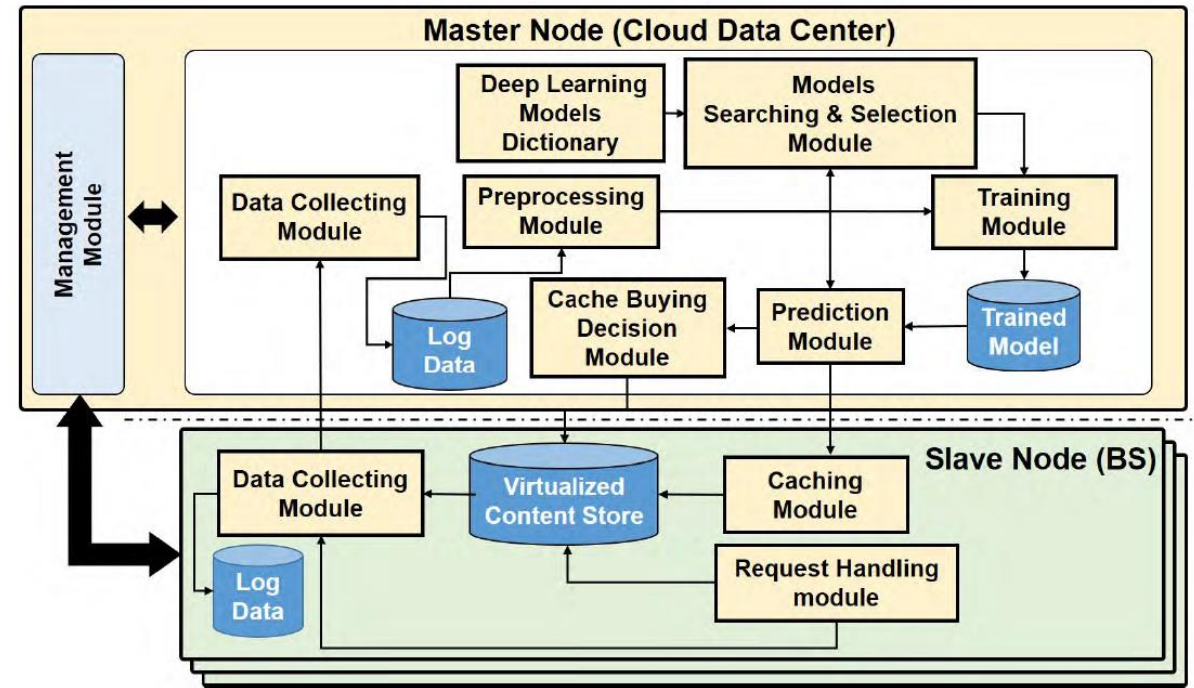 Master Node (Cloud Data Center)
Management
Module
Deep Learning
Models
Dictionary
Models
Searching & Selection
Module
Data Collecting
Module
Preprocessing
Module
Training
Module
Log
Data
Cache Buying
Decision
Module
Prediction
Module
Trained
Model
Slave Node (BS)
Data Collecting
Module
Virtualized
Content Store
Caching
Module
Log
Data
Request Handling
module